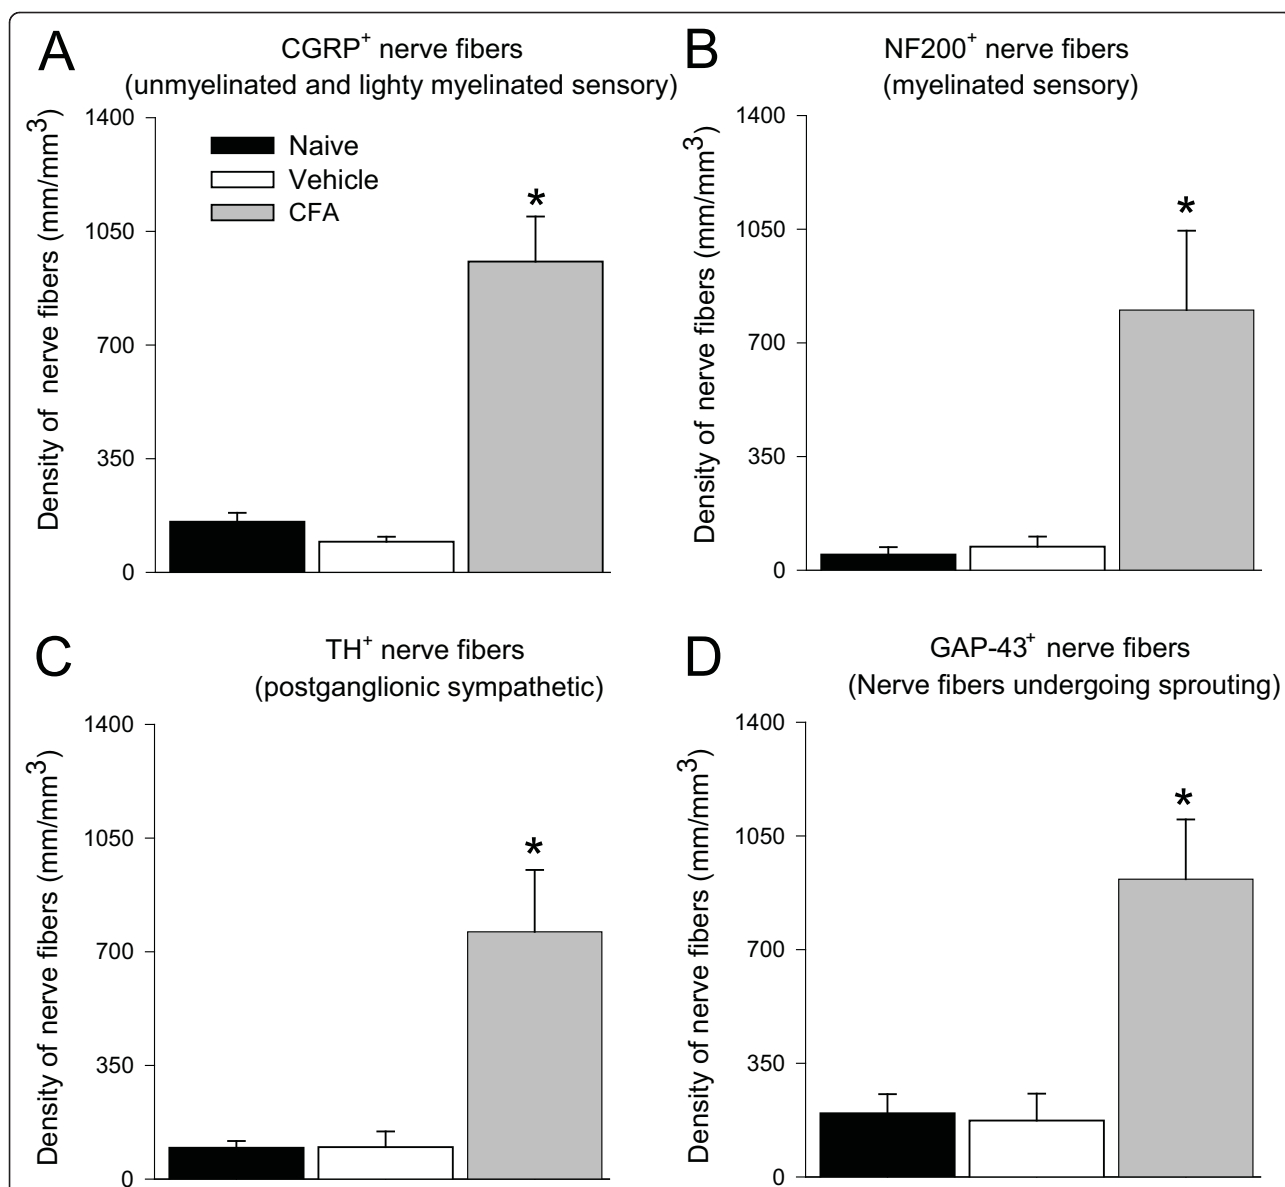 A
CGRP+ nerve fibers
(unmyelinated and lighty myelinated sensory)
Density of nerve fibers (mm/mm3)
1400
1050
700
350
0
Naive
Vehicle
CFA
*
B
NF200+ nerve fibers
(myelinated sensory)
Density of nerve fibers (mm/mm3)
1400
1050
700
350
0
*
C
TH+ nerve fibers
(postganglionic sympathetic)
Density of nerve fibers (mm/mm3)
1400
1050
700
350
0
*
D
GAP-43+ nerve fibers
(Nerve fibers undergoing sprouting)
Density of nerve fibers (mm/mm3)
1400
1050
700
350
0
*